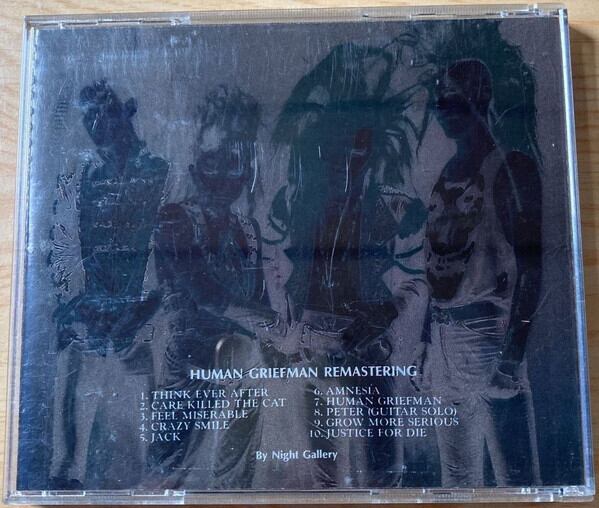 HUMAN GRIEFMAN REMASTERING
1. THINK EVER AFTER
2. CARE KILLED THE CAT
3. FEEL MISERABLE
4. CRAZY SMILE
5. JACK
6. AMNESÍA
7. HUMAN GRIEFMAN
8. PETER (GUITAR SOLO)
9. GROW MORE SERIOUS
10. JUSTICE FOR DIE
By Night Gallery